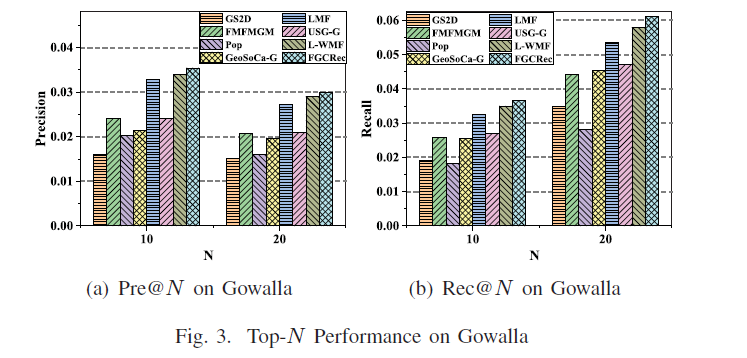 GS2D LMF
FMFMGM USG-G
Pop L-WMF
GeoSoCa-G FGCRec
Precision
0.04
0.03
0.02
0.01
0.00
10 20
N
GS2D LMF
FMFMGM USG-G
Pop L-WMF
GeoSoCa-G FGCRec
Recall
0.06
0.05
0.04
0.03
0.02
0.01
0.00
10 20
N
(a) Pre@N on Gowalla
(b) Rec@N on Gowalla
Fig. 3. Top-N Performance on Gowalla